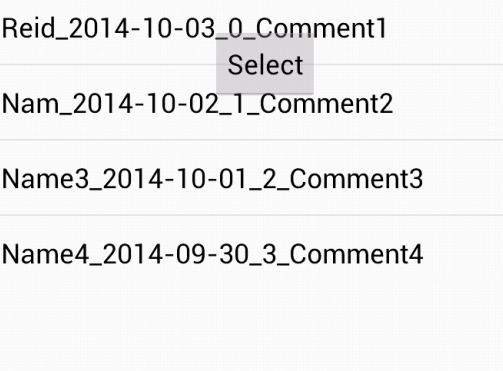 Reid_2014-10-03_0_Comment1
Select
Nam_2014-10-02_1_Comment2
Name3_2014-10-01_2_Comment3
Name4_2014-09-30_3_Comment4